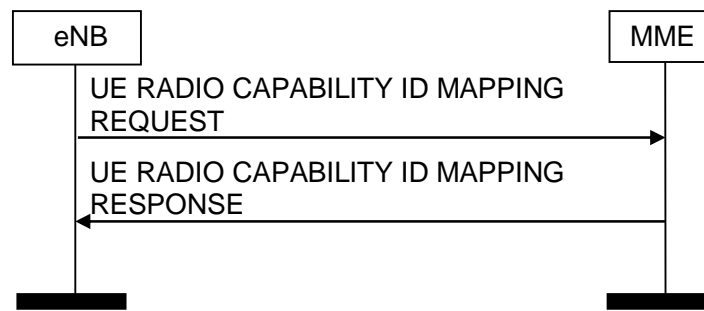 eNB
MME
UE RADIO CAPABILITY ID MAPPING
REQUEST
UE RADIO CAPABILITY ID MAPPING
RESPONSE